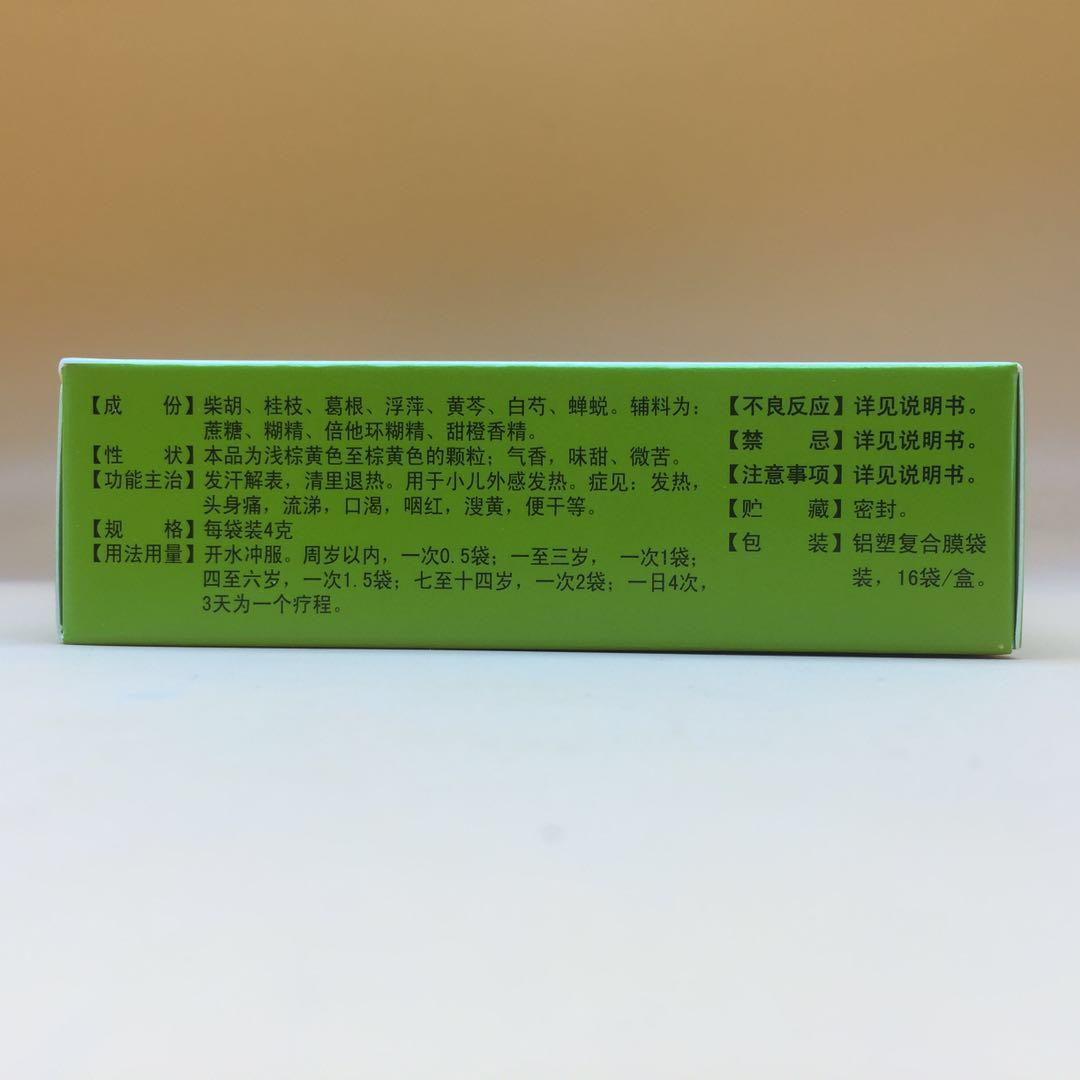 【成　份】柴胡、桂枝、葛根、浮萍、黄芩、白芍、蝉蜕。辅料为：
蔗糖、糊精、倍他环糊精、甜橙香精。
【性　状】本品为浅棕黄色至棕黄色的颗粒；气香，味甜、微苦。
【功能主治】发汗解表，清里退热。用于小儿外感发热。症见：发热，
头身痛，流涕，口渴，咽红，溲黄，便干等。
【规　格】每袋装4克
【用法用量】开水冲服。周岁以内，一次0.5袋；一至三岁，一次1袋；
四至六岁，一次1.5袋；七至十四岁，一次2袋；一日4次，
3天为一个疗程。
【不良反应】详见说明书。
【禁　忌】详见说明书。
【注意事项】详见说明书。
【贮　藏】密封。
【包　装】铝塑复合膜袋
装，16袋/盒。